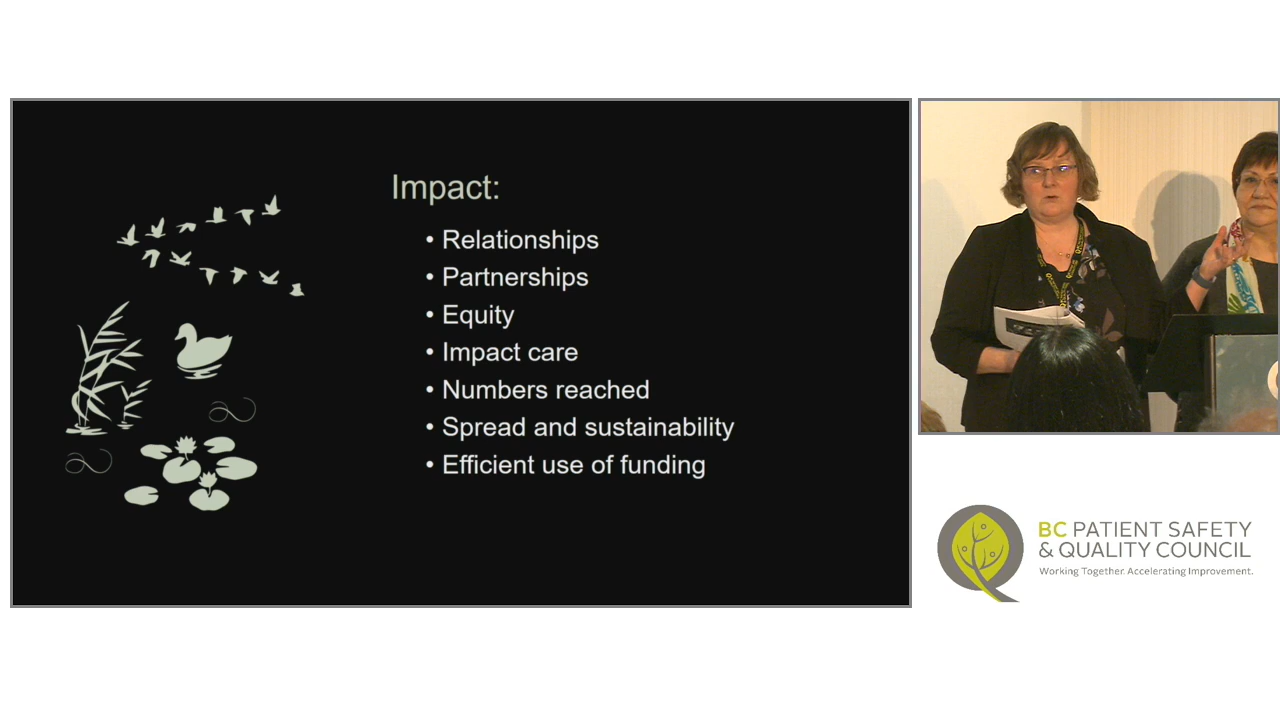 Impact:
• Relationships
• Partnerships
• Equity
• Impact care
• Numbers reached
• Spread and sustainability
• Efficient use of funding
BC PATIENT SAFETY
& QUALITY COUNCIL
Working Together. Accelerating Improvement.